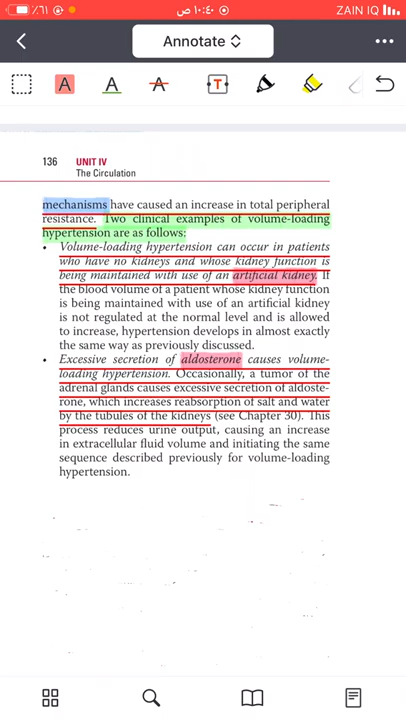 ٪٦١ ١٠:٤٠ ص ZAIN IQ
Annotate
A A A T
136 UNIT IV
The Circulation
mechanisms have caused an increase in total peripheral
resistance. Two clinical examples of volume-loading
hypertension are as follows:
• Volume-loading hypertension can occur in patients
who have no kidneys and whose kidney function is
being maintained with use of an artificial kidney. If
the blood volume of a patient whose kidney function
is being maintained with use of an artificial kidney
is not regulated at the normal level and is allowed
to increase, hypertension develops in almost exactly
the same way as previously discussed.
• Excessive secretion of aldosterone causes volume-
loading hypertension. Occasionally, a tumor of the
adrenal glands causes excessive secretion of aldoste-
rone, which increases reabsorption of salt and water
by the tubules of the kidneys (see Chapter 30). This
process reduces urine output, causing an increase
in extracellular fluid volume and initiating the same
sequence described previously for volume-loading
hypertension.